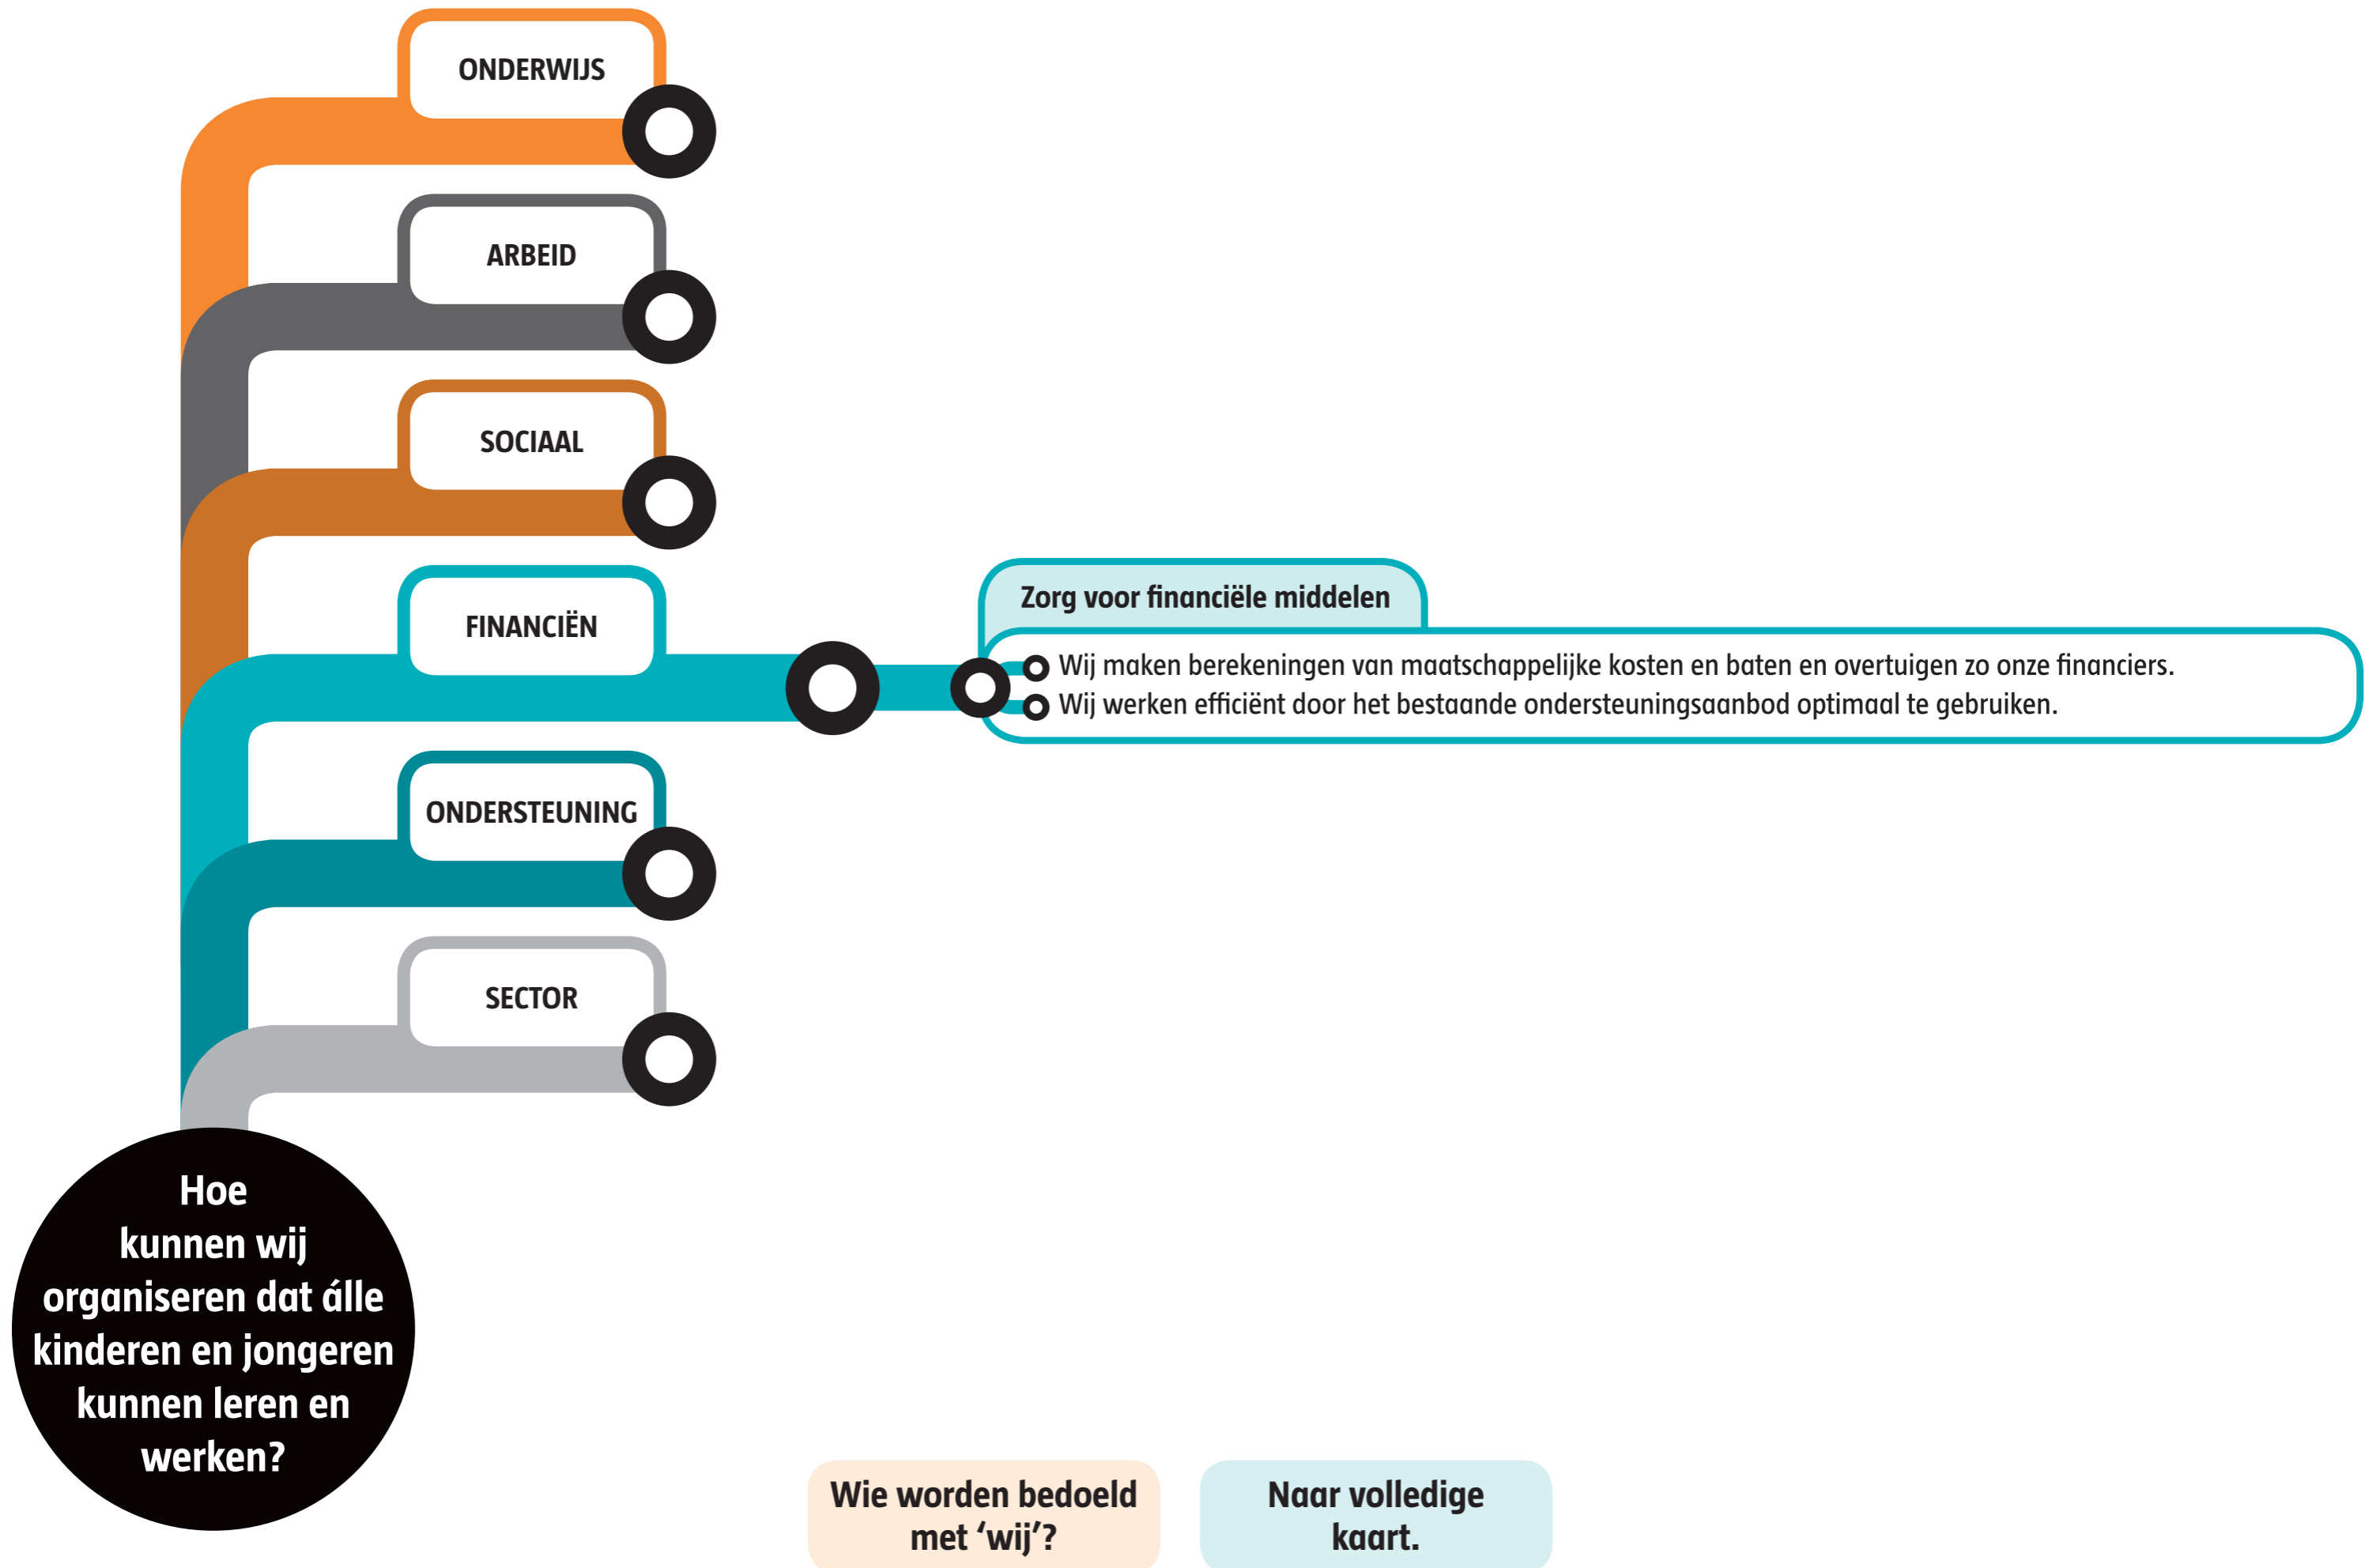 ONDERWIJS
ARBEID
SOCIAAL
FINANCIËN
Zorg voor financiële middelen
Wij maken berekeningen van maatschappelijke kosten en baten en overtuigen zo onze financiers.
Wij werken efficiënt door het bestaande ondersteuningsaanbod optimaal te gebruiken.
ONDERSTEUNING
SECTOR
Hoe
kunnen wij
organiseren dat álle
kinderen en jongeren
kunnen leren en
werken?
Wie worden bedoeld
met ‘wij’?
Naar volledige
kaart.